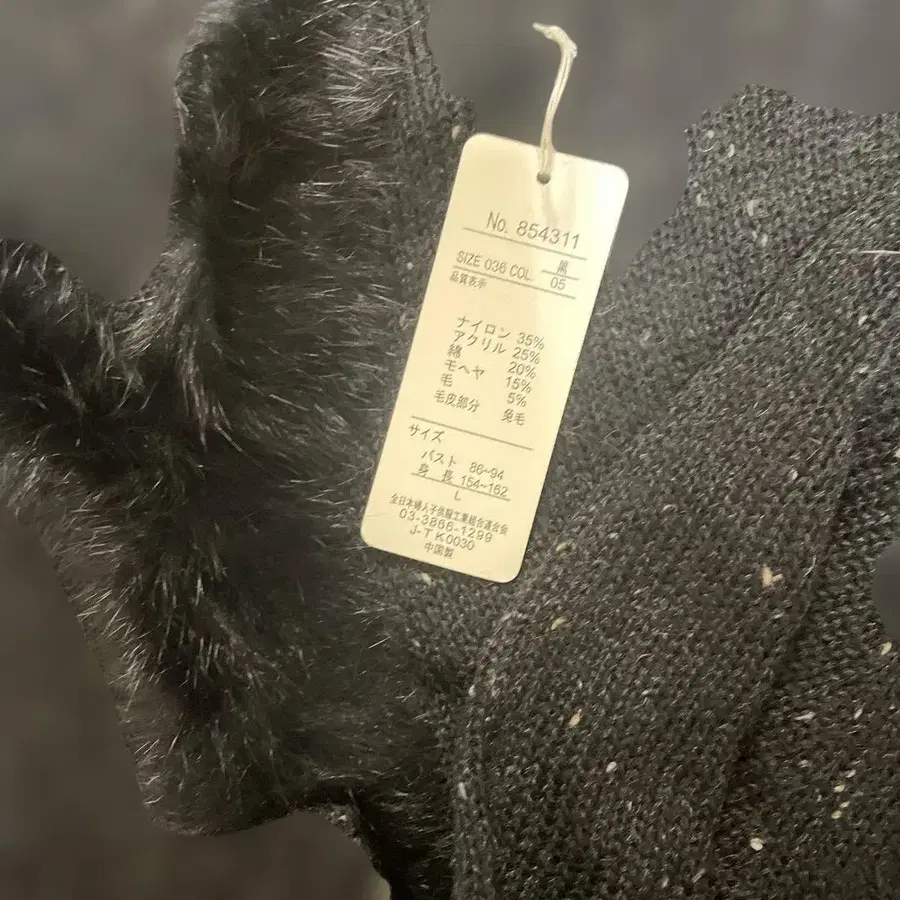 No. 854311
SIZE 036 COL. 黒 05
品質表示
ナイロン 35%
アクリル 25%
綿 20%
モヘヤ 15%
毛 5%
毛皮部分 兔毛
サイズ
バスト 86~94
身長 154~162
L
全日本婦人子供服工業組合連合会
03-3866-1299
J-TK0030
中国製